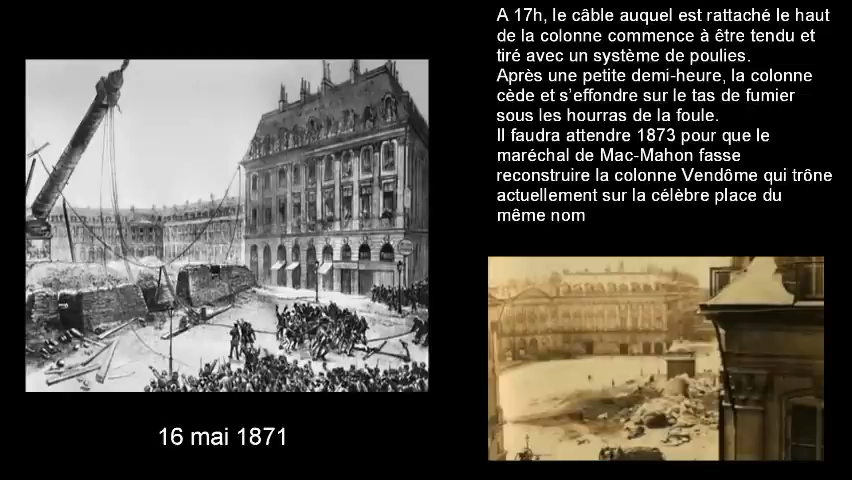 A 17h, le câble auquel est rattaché le haut
de la colonne commence à être tendu et
tiré avec un système de poulies.
Après une petite demi-heure, la colonne
cède et s'effondre sur le tas de fumier
sous les hourras de la foule.
Il faudra attendre 1873 pour que le
maréchal de Mac-Mahon fasse
reconstruire la colonne Vendôme qui trône
actuellement sur la célèbre place du
même nom
16 mai 1871